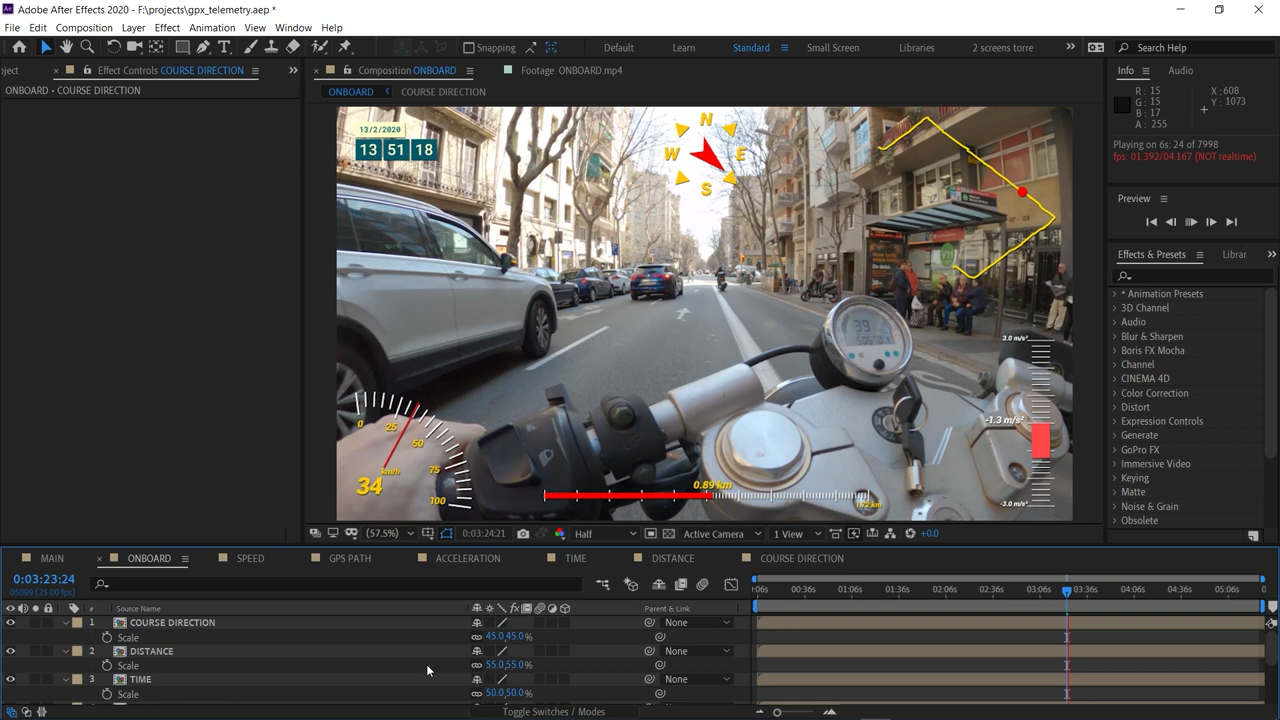 Adobe After Effects 2020 - F:\projects\gpx_telemetry.aep *
File Edit Composition Layer Effect Animation View Window Help
Snapping Default Learn Standard Small Screen Libraries 2 screens torre Search Help
oject Effect Controls COURSE DIRECTION Composition ONBOARD Footage ONBOARD.mp4 Info Audio
ONBOARD • COURSE DIRECTION
ONBOARD COURSE DIRECTION
R: 15 X: 608
G: 15 Y: 1073
B: 17
A: 255
Playing on 6s: 24 of 7998
fps: 01.392/04.167 (NOT realtime)
Preview
Effects & Presets Librar
* Animation Presets
3D Channel
Audio
Blur & Sharpen
Boris FX Mocha
Channel
CINEMA 4D
Color Correction
Distort
Expression Controls
Generate
GoPro FX
Immersive Video
Keying
Matte
Noise & Grain
Obsolete
13/2/2020
13 51 18
N
W E
S
3.0 m/s²
-1.3 m/s²
-3.0 m/s²
0
25
50
75
100
km/h
34
0.89 km
1.72 km
39
(57.5%) 0:03:24:21 Half Active Camera 1 View +0.0
MAIN ONBOARD SPEED GPS PATH ACCELERATION TIME DISTANCE COURSE DIRECTION
0:03:23:24
05099 (25.00 fps)
:06s 00:36s 01:06s 01:36s 02:06s 02:36s 03:06s 03:36s 04:06s 04:36s 05:06s 0
# Source Name Parent & Link
1 COURSE DIRECTION None
Scale 45.0,45.0%
2 DISTANCE None
Scale 55.0,55.0%
3 TIME None
Scale 50.0,50.0%
Toggle Switches / Modes